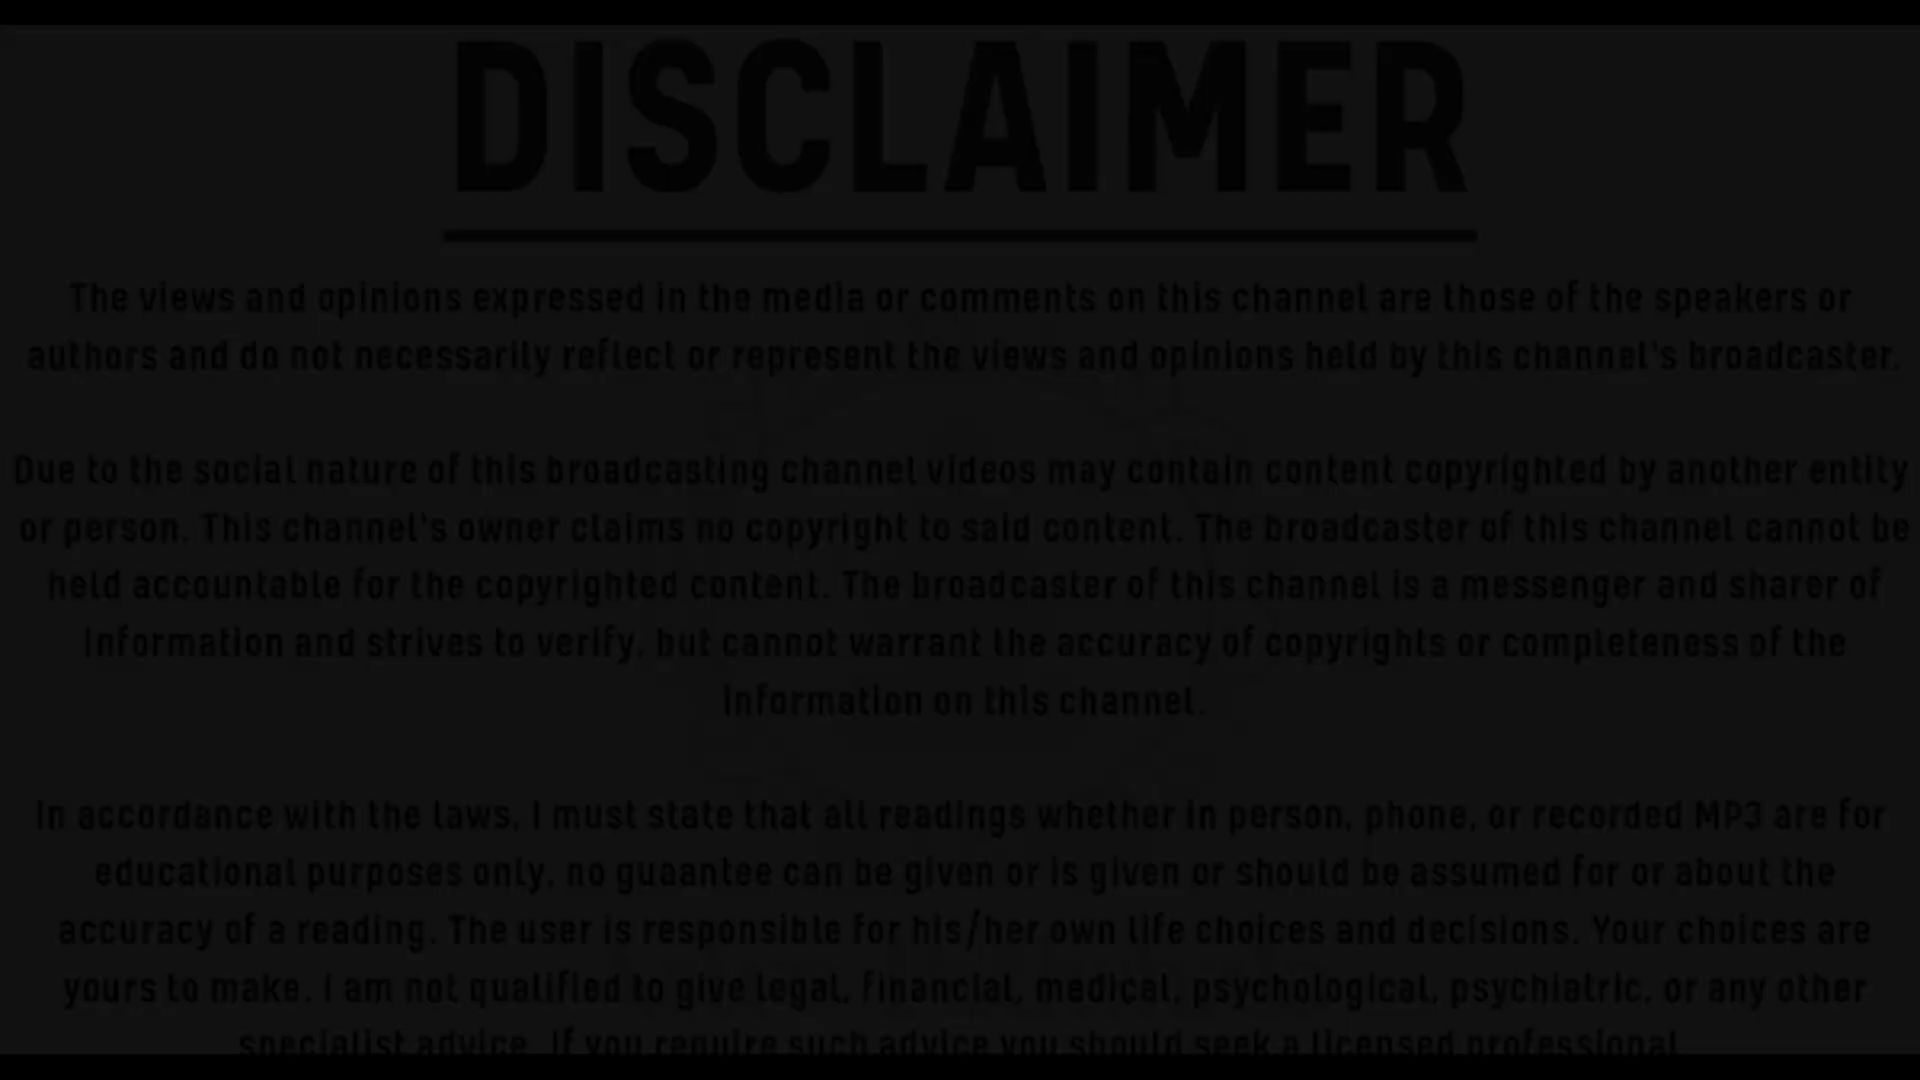 DISCLAIMER
The views and opinions expressed in the media or comments on this channel are those of the speakers or
authors and do not necessarily reflect or represent the views and opinions held by this channel's broadcaster.
Due to the social nature of this broadcasting channel videos may contain content copyrighted by another entity
or person. This channel's owner claims no copyright to said content. The broadcaster of this channel cannot be
held accountable for the copyrighted content. The broadcaster of this channel is a messenger and sharer of
information and strives to verify, but cannot warrant the accuracy of copyrights or completeness of the
information on this channel.
In accordance with the laws, I must state that all readings whether in person, phone, or recorded MP3 are for
educational purposes only, no guaantee can be given or is given or should be assumed for or about the
accuracy of a reading. The user is responsible for his/her own life choices and decisions. Your choices are
yours to make. I am not qualified to give legal, financial, medical, psychological, psychiatric, or any other
specialist advice. If you require such advice you should seek a licensed professional